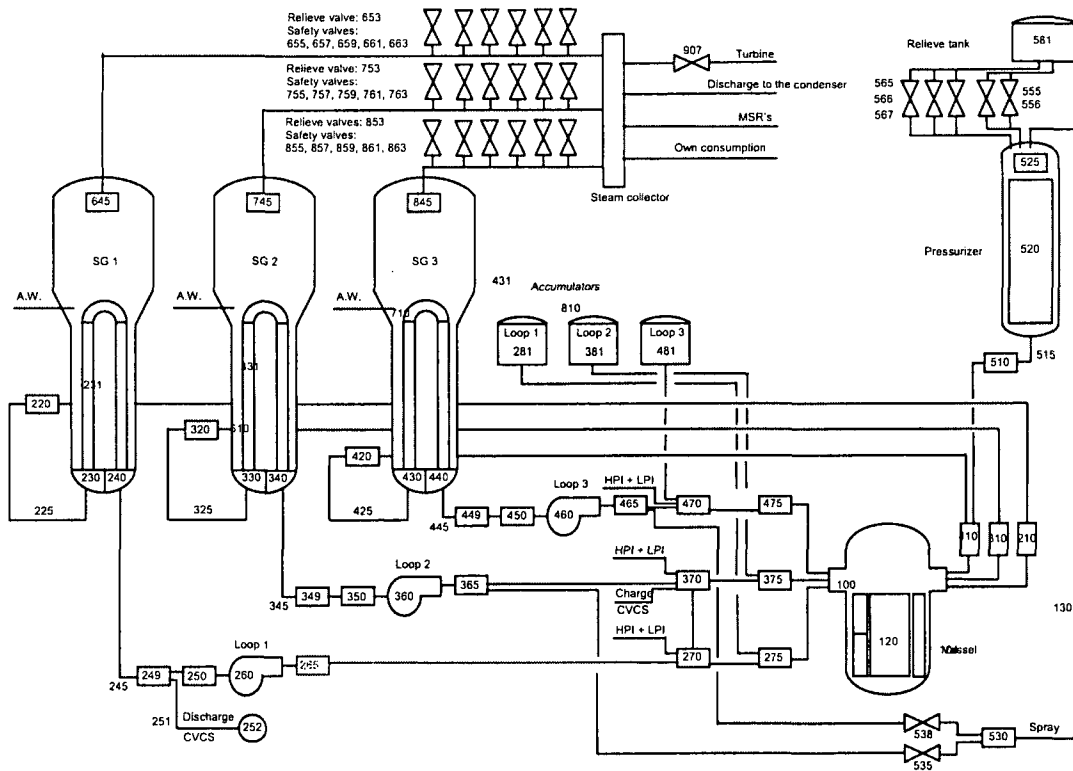 Relieve valve: 653
Safety valves:
655, 657, 659, 661, 663
Relieve valve: 753
Safety valves:
755, 757, 759, 761, 763
Relieve valves: 853
Safety valves:
855, 857, 859, 861, 863
907
Turbine
Discharge to the condenser
MSR's
Own consumption
Steam collector
Relieve tank
581
565
566
567
555
556
525
520
Pressurizer
510
515
645
745
845
SG 1
SG 2
SG 3
A.W.
A.W.
A.W.
710
431
Accumulators
810
Loop 1
281
Loop 2
381
Loop 3
481
231
220
320
420
230
240
330
340
430
440
225
325
425
445
449
450
Loop 3
460
HPI + LPI
465
470
475
210
Loop 2
345
349
350
360
365
HPI + LPI
370
375
Charge
CVCS
100
120
130
Loop 1
HPI + LPI
245
249
250
260
265
270
275
251
Discharge
CVCS
252
538
535
530
Spray